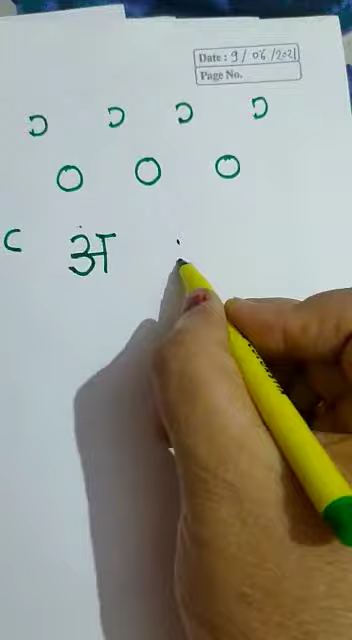 Date : 9/06/2021
Page No.
अ